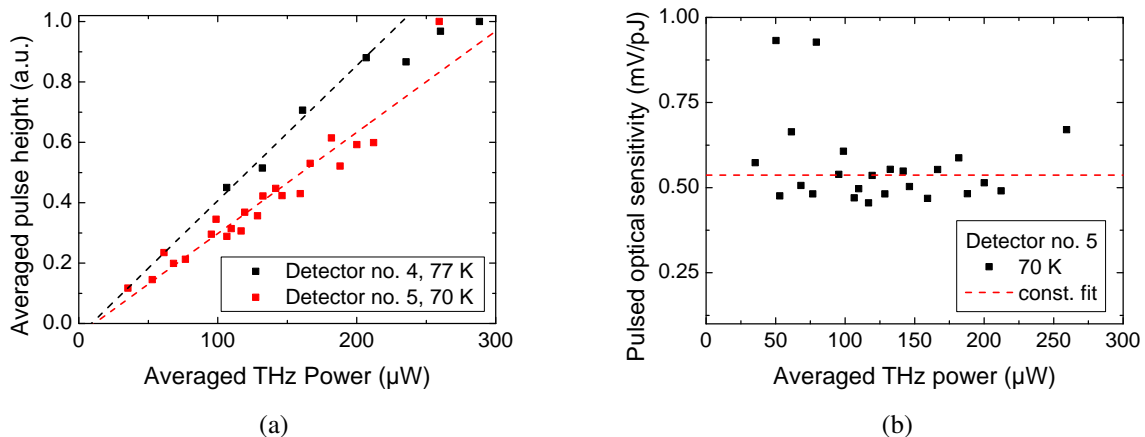 1.0
0.8
0.6
0.4
0.2
0.0
0
50
100
150
200
250
300
Averaged pulse height (a.u.)
Averaged THz Power (µW)
Detector no. 4, 77 K
Detector no. 5, 70 K
(a)
1.00
0.75
0.50
0.25
0
50
100
150
200
250
300
Pulsed optical sensitivity (mV/pJ)
Averaged THz power (µW)
Detector no. 5
70 K
const. fit
(b)